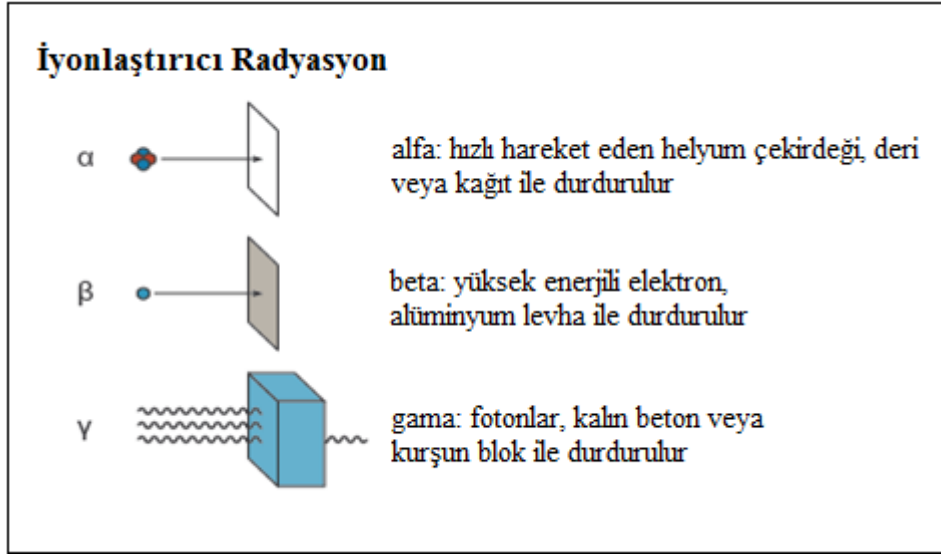 İyonlaştırıcı Radyasyon
α
alfa: hızlı hareket eden helyum çekirdeği, deri
veya kağıt ile durdurulur
β
beta: yüksek enerjili elektron,
alüminyum levha ile durdurulur
γ
gama: fotonlar, kalın beton veya
kurşun blok ile durdurulur